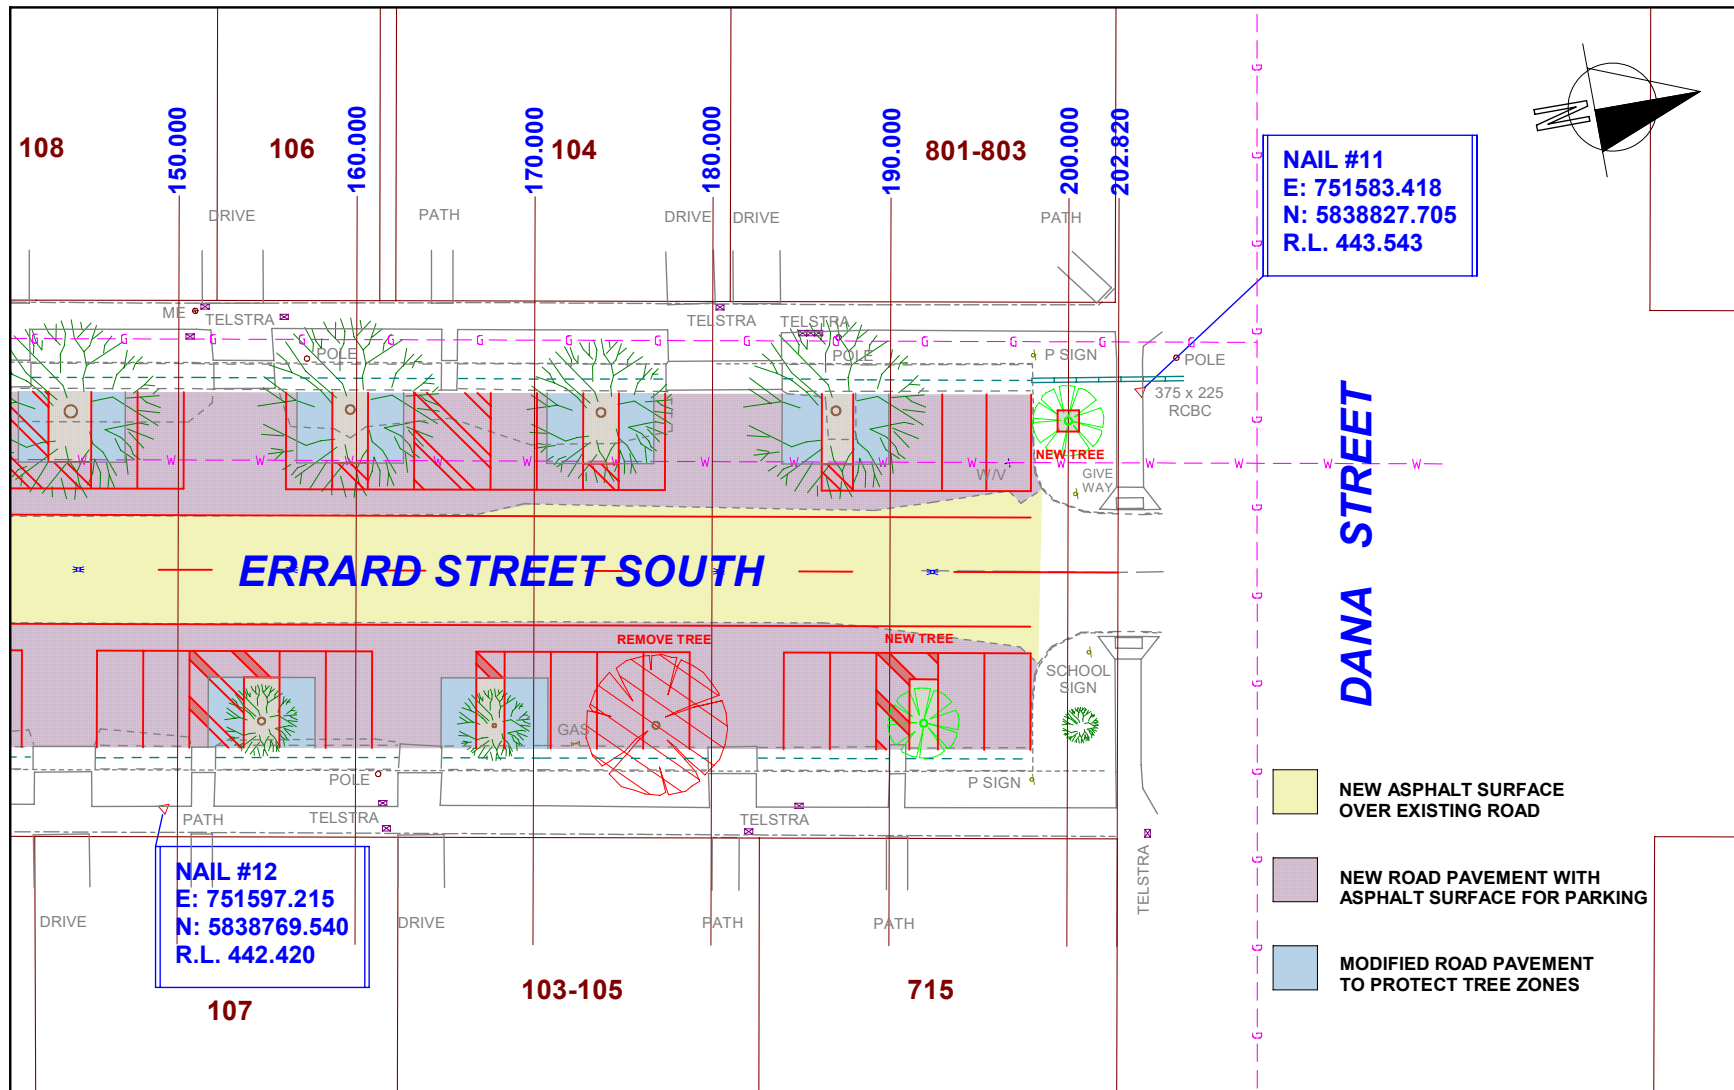 108
150.000
106
160.000
170.000
104
180.000
190.000
801-803
200.000
202.820
N
NAIL #11
E: 751583.418
N: 5838827.705
R.L. 443.543
DRIVE
PATH
DRIVE
DRIVE
PATH
ME
TELSTRA
TELSTRA
TELSTRA
G G G G G G G G G G G G G
POLE
POLE
P SIGN
POLE
375 x 225
RCBC
W W W W W W W W W W W W W W W W
NEW TREE
W/V
GIVE
WAY
ERRARD STREET SOUTH
DANA STREET
REMOVE TREE
NEW TREE
SCHOOL
SIGN
GAS
POLE
P SIGN
PATH
TELSTRA
TELSTRA
TELSTRA
NAIL #12
E: 751597.215
N: 5838769.540
R.L. 442.420
DRIVE
DRIVE
PATH
PATH
107
103-105
715
G G G G G G G G G G G G
NEW ASPHALT SURFACE
OVER EXISTING ROAD
NEW ROAD PAVEMENT WITH
ASPHALT SURFACE FOR PARKING
MODIFIED ROAD PAVEMENT
TO PROTECT TREE ZONES